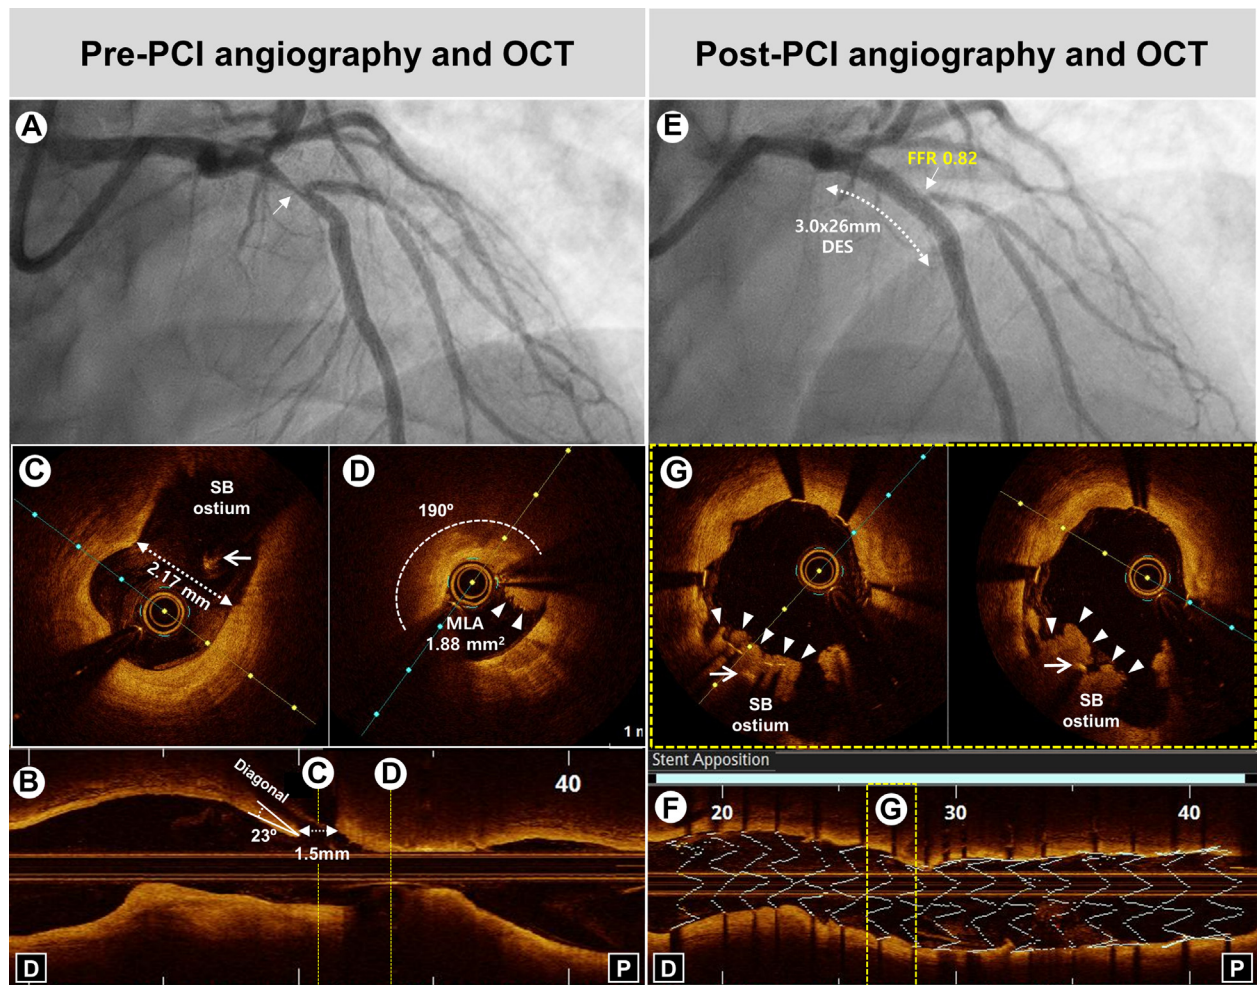 Pre-PCI angiography and OCT
Post-PCI angiography and OCT
A
E
FFR 0.82
3.0x26mm
DES
C
SB
ostium
2.17 mm
D
190º
MLA
1.88 mm²
1 m
G
SB
ostium
SB
ostium
B
Diagonal
23º
C
D
1.5mm
40
D
P
Stent Apposition
F
20
G
30
40
D
P